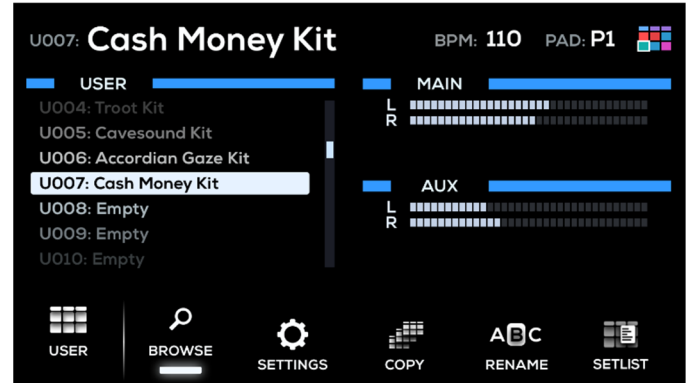 U007: Cash Money Kit
BPM: 110 PAD: P1
USER
U004: Troot Kit
U005: Cavesound Kit
U006: Accordian Gaze Kit
U007: Cash Money Kit
U008: Empty
U009: Empty
U010: Empty
MAIN
L
R
AUX
L
R
USER
BROWSE
SETTINGS
COPY
ABC
RENAME
SETLIST